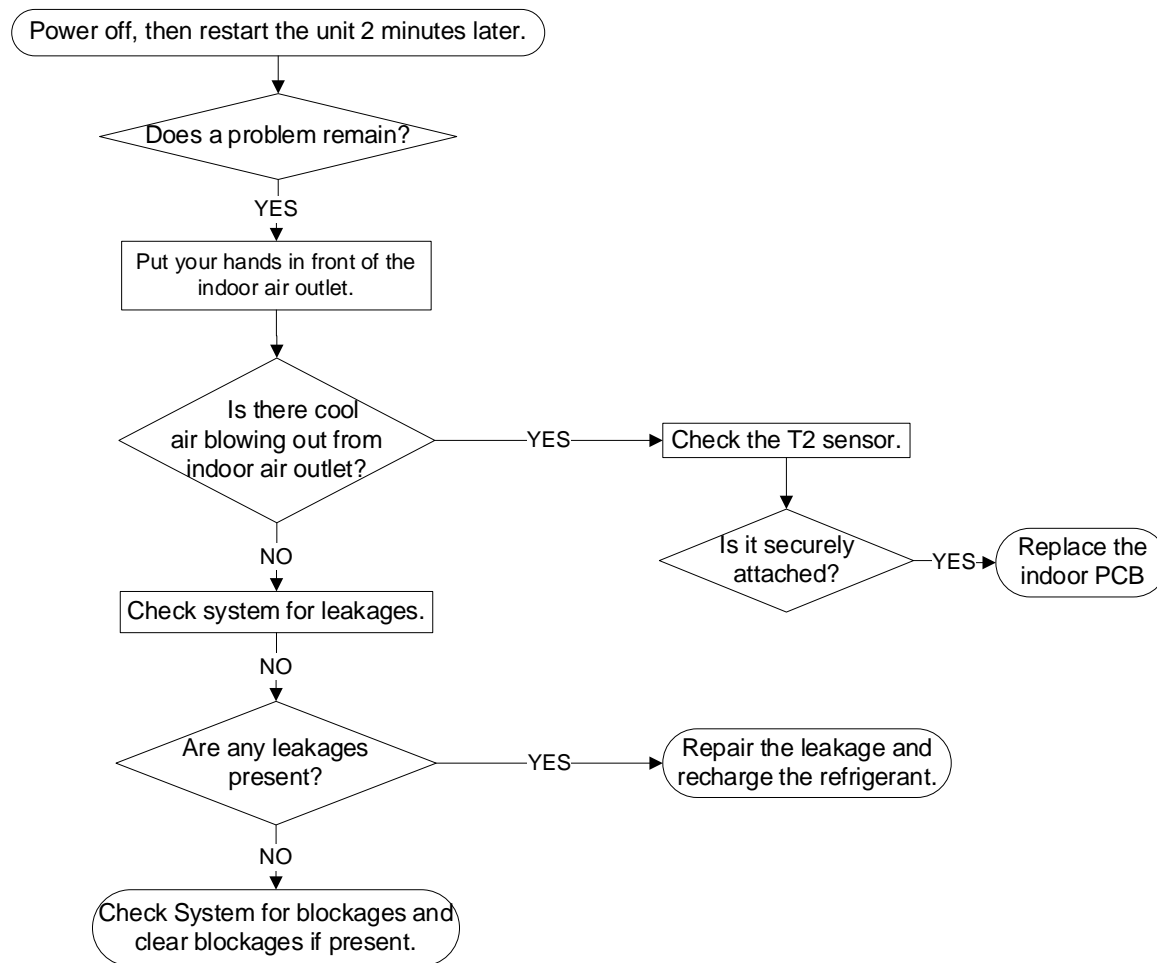 Power off, then restart the unit 2 minutes later.
Does a problem remain?
YES
Put your hands in front of the
indoor air outlet.
Is there cool
air blowing out from
indoor air outlet?
YES
Check the T2 sensor.
Is it securely
attached?
YES
Replace the
indoor PCB
NO
Check system for leakages.
NO
Are any leakages
present?
YES
Repair the leakage and
recharge the refrigerant.
NO
Check System for blockages and
clear blockages if present.